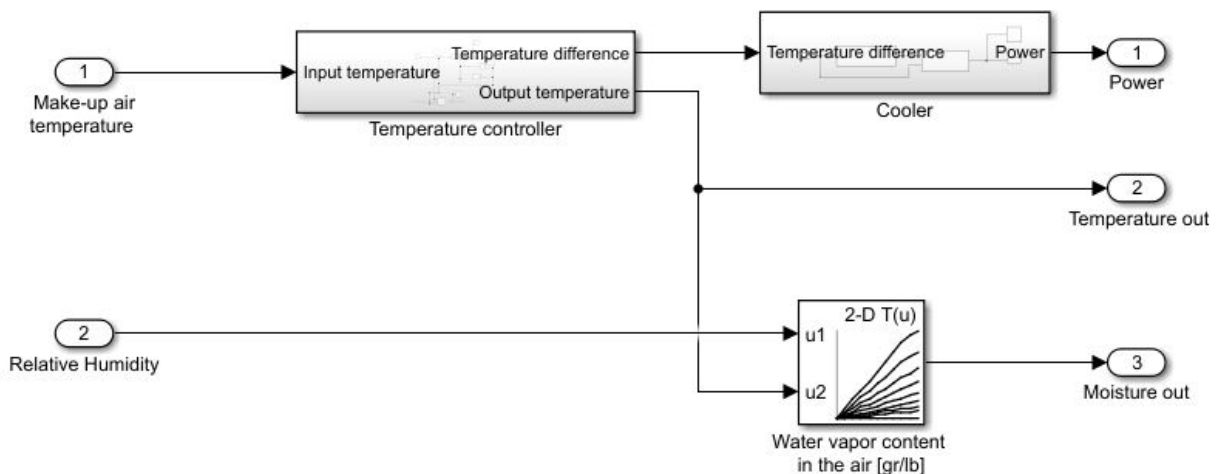 1
Make-up air
temperature
Input temperature
Temperature difference
Output temperature
Temperature controller
Temperature difference
Power
Cooler
1
Power
2
Temperature out
2
Relative Humidity
2-D T(u)
u1
u2
Water vapor content
in the air [gr/lb]
3
Moisture out